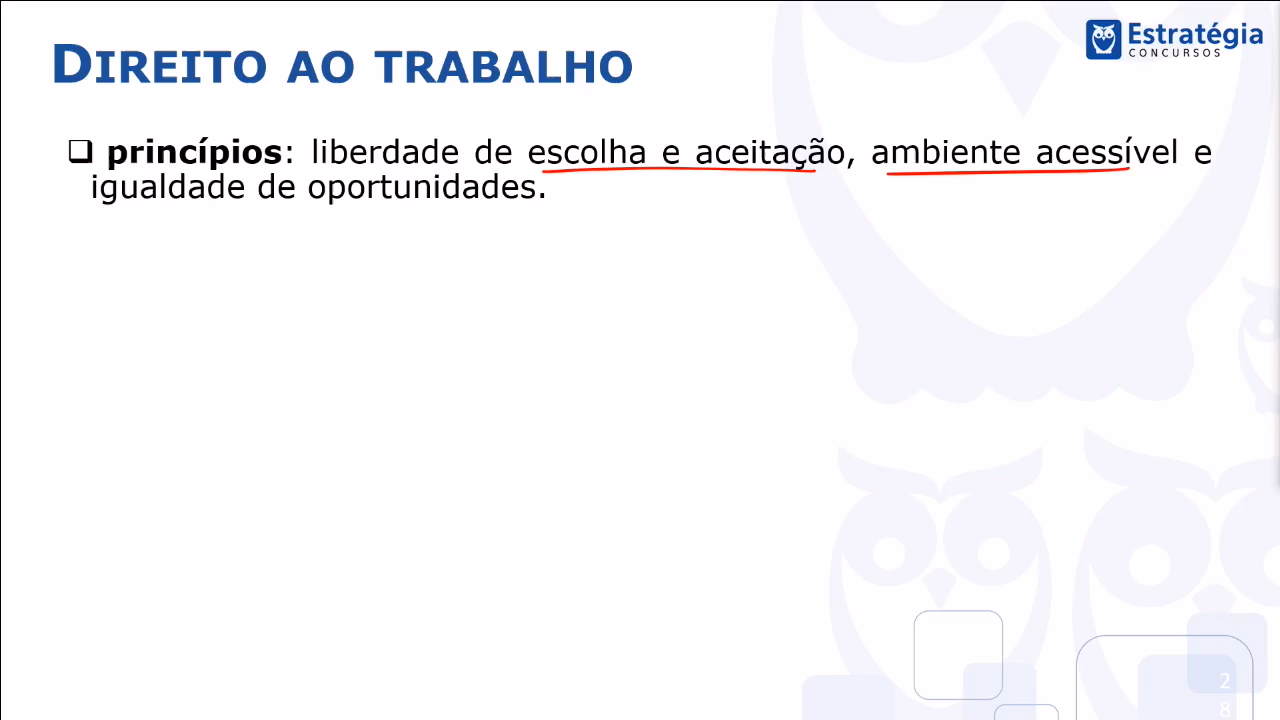 DIREITO AO TRABALHO
Estratégia
CONCURSOS
❑ princípios: liberdade de escolha e aceitação, ambiente acessível e
igualdade de oportunidades.
2
8